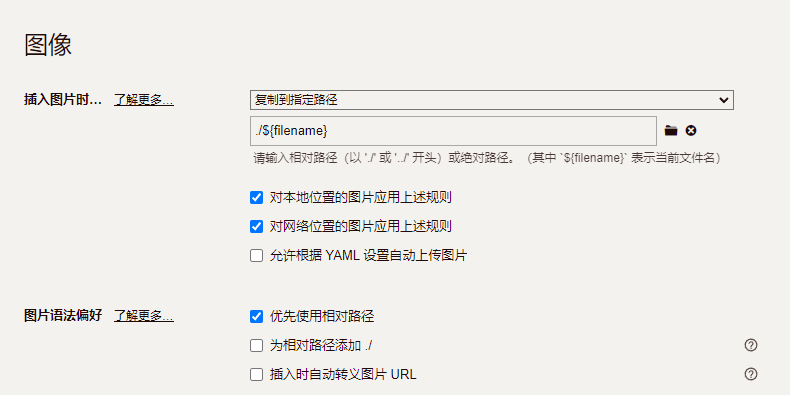 图像
插入图片时... 了解更多...
复制到指定路径
./${filename}
请输入相对路径（以 './' 或 '../' 开头）或绝对路径。（其中 `${filename}` 表示当前文件名）
对本地位置的图片应用上述规则
对网络位置的图片应用上述规则
允许根据 YAML 设置自动上传图片
图片语法偏好 了解更多...
优先使用相对路径
为相对路径添加 ./
插入时自动转义图片 URL